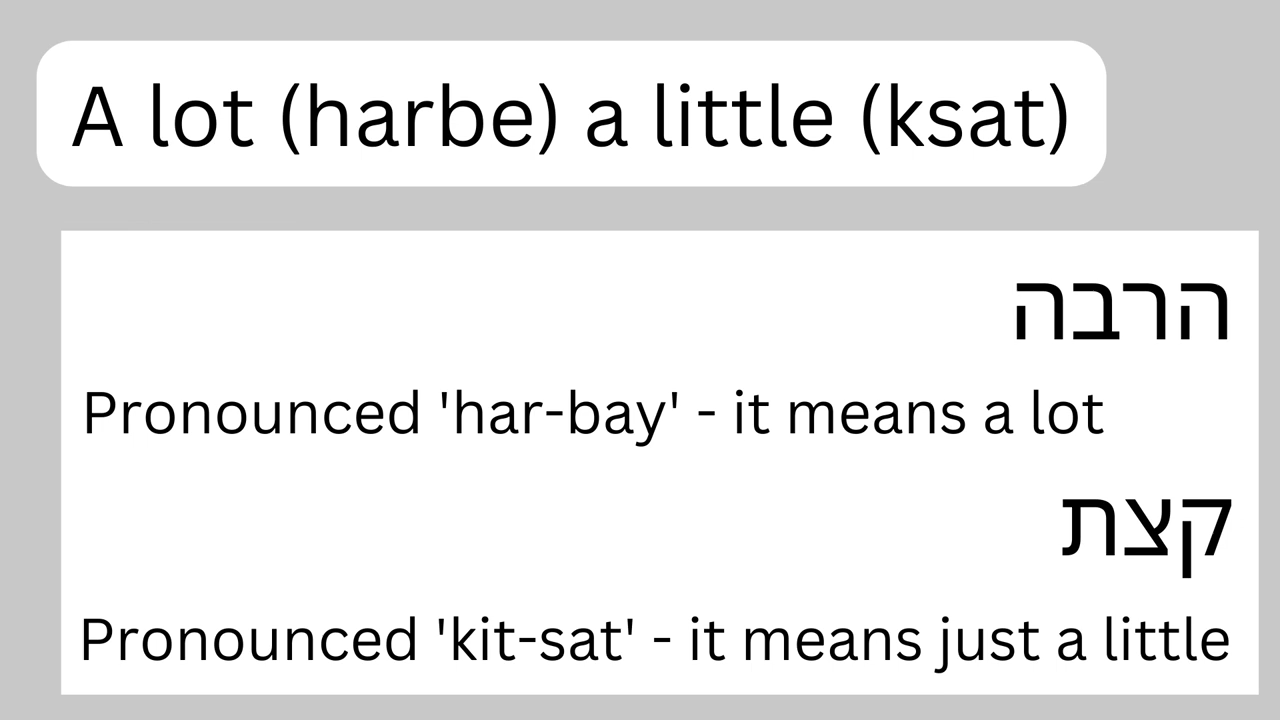 A lot (harbe) a little (ksat)
הרבה
Pronounced 'har-bay' - it means a lot
קצת
Pronounced 'kit-sat' - it means just a little